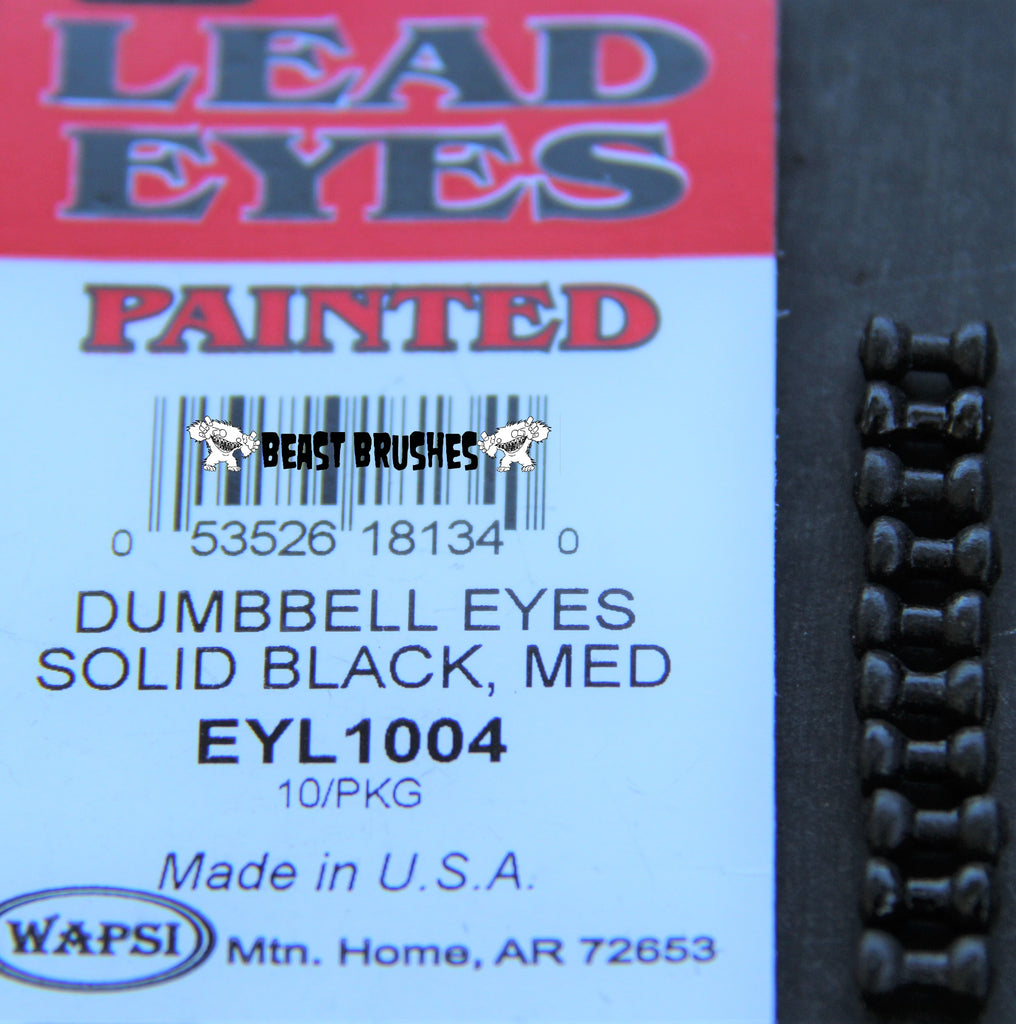 LEAD
EYES
PAINTED
BEAST BRUSHES
0 53526 18134 0
DUMBBELL EYES
SOLID BLACK, MED
EYL1004
10/PKG
Made in U.S.A.
WAPSI Mtn. Home, AR 72653